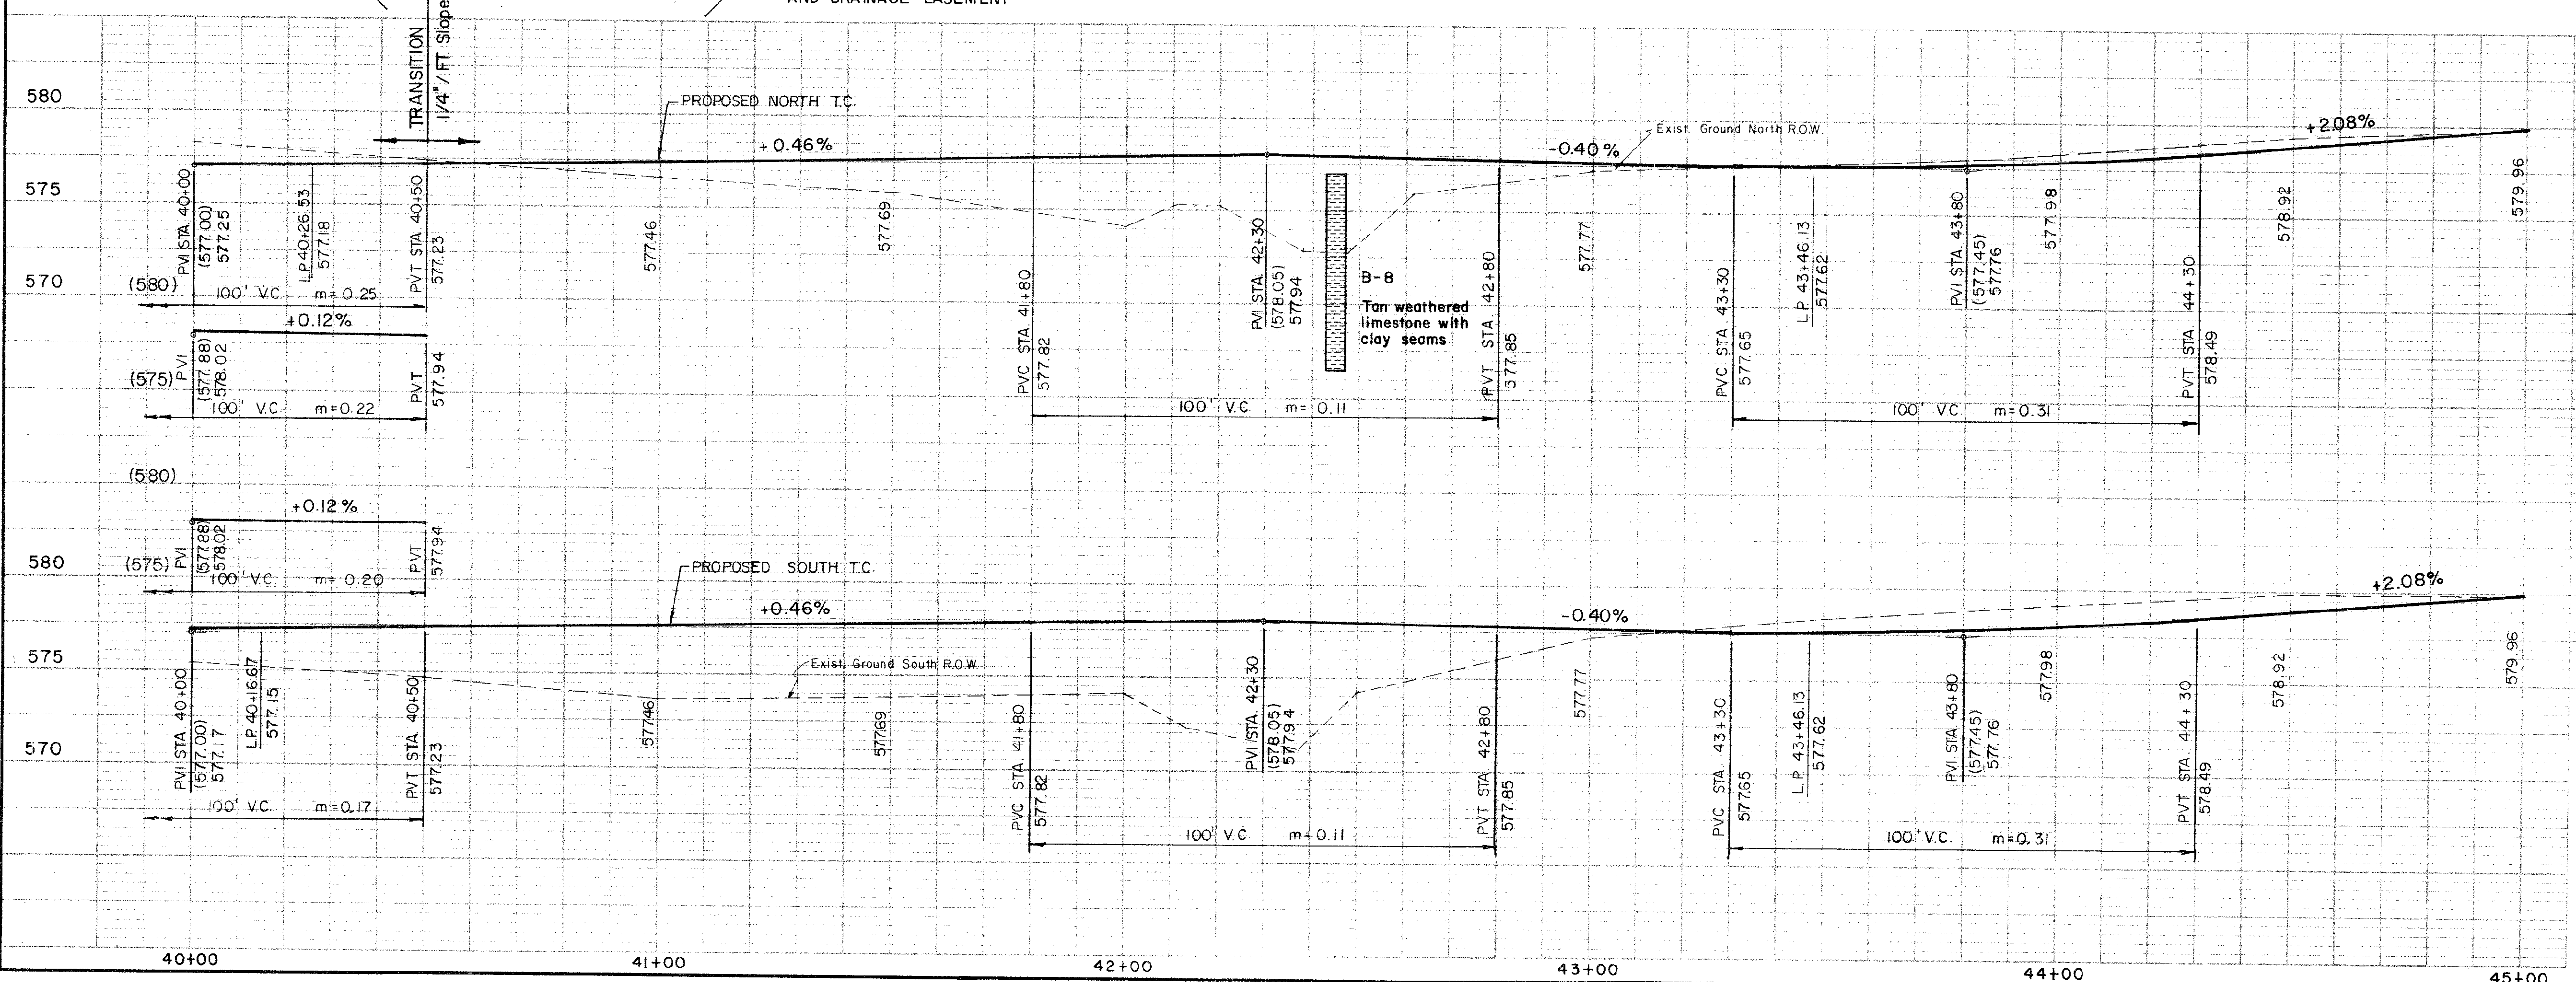 AND DRAINAGE EASEMENT
TRANSITION
1/4" / FT. Slope
580
575
570
PROPOSED NORTH T.C.
+0.46%
-0.40%
Exist. Ground North R.O.W.
+2.08%
PVI STA. 40+00
(577.00)
577.25
L.P. 40+26.53
577.18
PVT STA 40+50
577.23
577.46
577.69
PVC STA. 41+80
577.82
PVI STA. 42+30
(578.05)
577.94
B-8
Tan weathered
limestone with
clay seams
PVT STA. 42+80
577.85
577.77
PVC STA. 43+30
577.65
L.P. 43+46.13
577.62
PVI STA. 43+80
(577.45)
577.76
577.98
PVT STA. 44+30
578.49
578.92
579.96
(580)
100' V.C. m=0.25
+0.12%
(575)
PVI
(577.88)
578.02
PVT
577.94
100' V.C. m=0.22
100' V.C. m=0.11
100' V.C. m=0.31
(580)
+0.12%
(575)
PVI
(577.88)
578.02
PVT
577.94
100' V.C. m=0.20
580
575
570
PROPOSED SOUTH T.C.
+0.46%
-0.40%
+2.08%
Exist. Ground South R.O.W.
PVI STA 40+00
(577.00)
577.17
L.P. 40+16.67
577.15
PVT STA. 40+50
577.23
577.46
577.69
PVC STA. 41+80
577.82
PVI STA. 42+30
(578.05)
577.94
PVT STA. 42+80
577.85
577.77
PVC STA. 43+30
577.65
L.P. 43+46.13
577.62
PVI STA. 43+80
(577.45)
577.76
577.98
PVT STA. 44+30
578.49
578.92
579.96
100' V.C. m=0.17
100' V.C. m=0.11
100' V.C. m=0.31
40+00
41+00
42+00
43+00
44+00
45+00